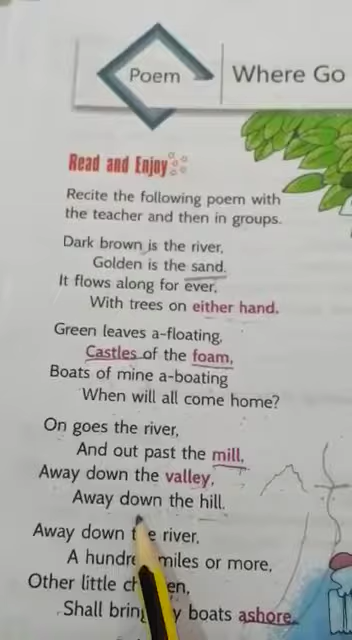 Poem
Where Go
Read and Enjoy
Recite the following poem with
the teacher and then in groups.
Dark brown is the river,
Golden is the sand.
It flows along for ever,
With trees on either hand.
Green leaves a-floating,
Castles of the foam,
Boats of mine a-boating
When will all come home?
On goes the river,
And out past the mill,
Away down the valley,
Away down the hill.
Away down the river,
A hundred miles or more,
Other little children,
Shall bring my boats ashore.